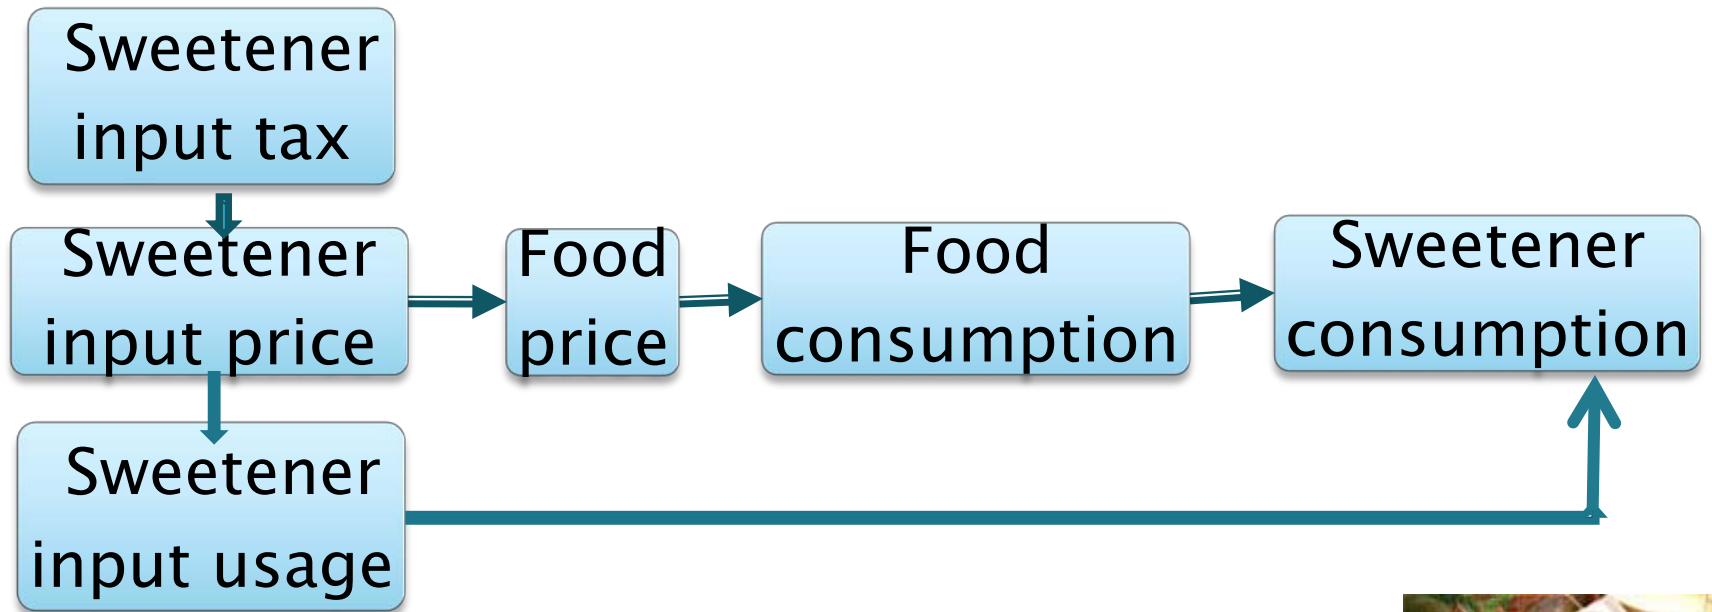 Sweetener
input tax
Sweetener
input price
Food
price
Food
consumption
Sweetener
consumption
Sweetener
input usage